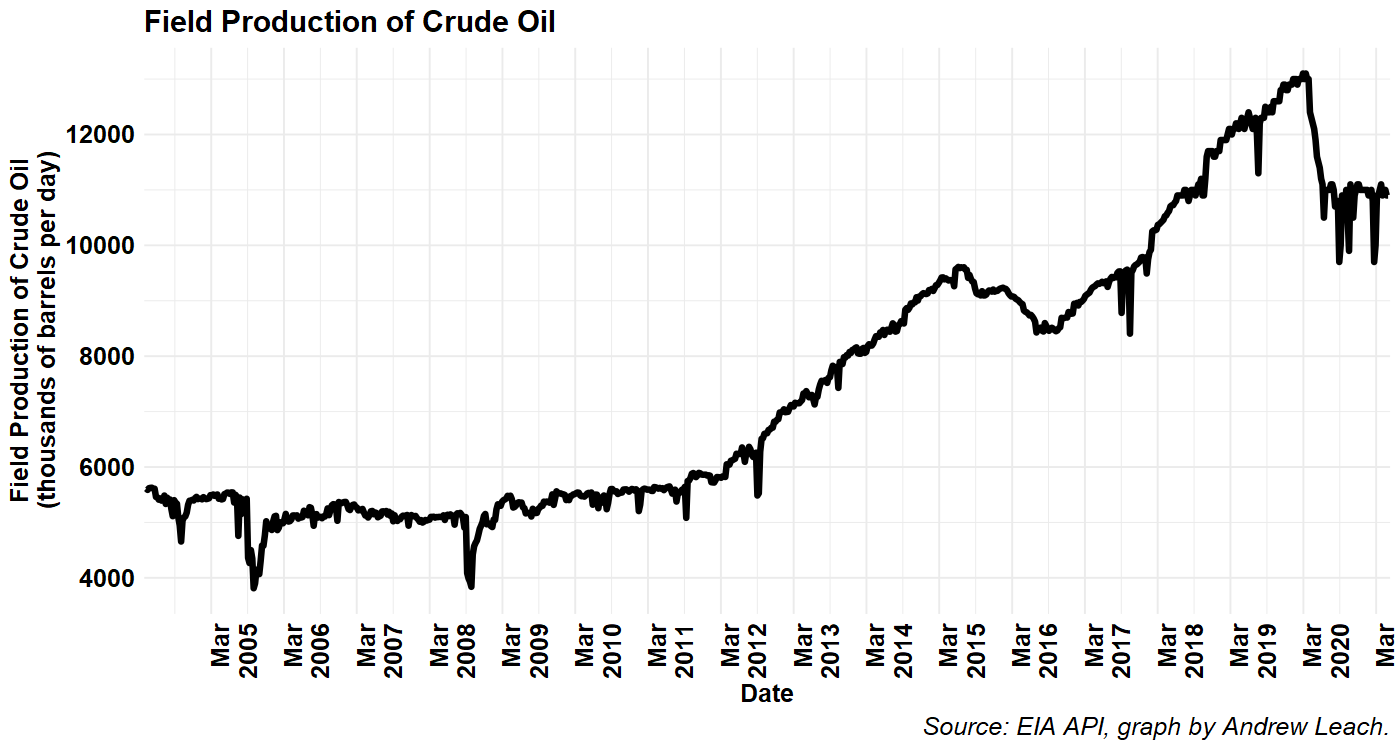 Field Production of Crude Oil
Field Production of Crude Oil
(thousands of barrels per day)
12000
10000
8000
6000
4000
Mar
2005
Mar
2006
Mar
2007
Mar
2008
Mar
2009
Mar
2010
Mar
2011
Mar
2012
Mar
2013
Mar
2014
Mar
2015
Mar
2016
Mar
2017
Mar
2018
Mar
2019
Mar
2020
Mar
Date
Source: EIA API, graph by Andrew Leach.